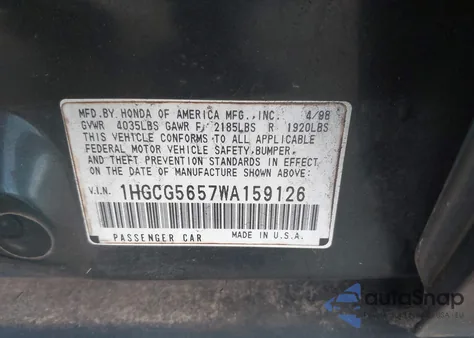 MFD.BY HONDA OF AMERICA MFG.,INC. 4/98
GVWR 4035LBS GAWR F 2185LBS R 1920LBS
THIS VEHICLE CONFORMS TO ALL APPLICABLE
FEDERAL MOTOR VEHICLE SAFETY,BUMPER,
AND THEFT PREVENTION STANDARDS IN EFFECT
ON THE DATE OF MANUFACTURE SHOWN ABOVE:
V.I.N. 1HGCG5657WA159126
PASSENGER CAR MADE IN U.S.A.
autoSnap